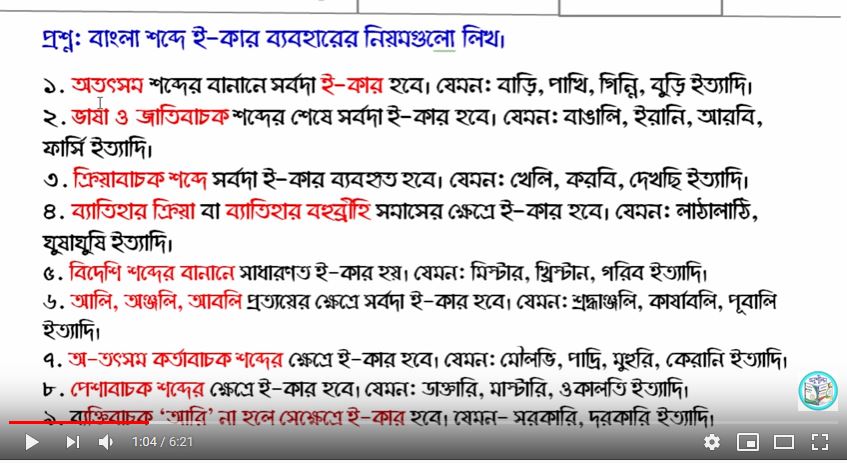 প্রশ্ন: বাংলা শব্দে ই-কার ব্যবহারের নিয়মগুলো লিখ।
১. অতৎসম শব্দের বানানে সর্বদা ই-কার হবে। যেমন: বাড়ি, পাখি, গিন্নি, বুড়ি ইত্যাদি।
২. ভাষা ও জাতিবাচক শব্দের শেষে সর্বদা ই-কার হবে। যেমন: বাঙালি, ইরানি, আরবি,
ফার্সি ইত্যাদি।
৩. ক্রিয়াবাচক শব্দে সর্বদা ই-কার ব্যবহৃত হবে। যেমন: খেলি, করবি, দেখছি ইত্যাদি।
৪. ব্যাতিহার ক্রিয়া বা ব্যাতিহার বহুব্রীহি সমাসের ক্ষেত্রে ই-কার হবে। যেমন: লাঠালাঠি,
ঘুষাঘুষি ইত্যাদি।
৫. বিদেশি শব্দের বানানে সাধারণত ই-কার হয়। যেমন: মিস্টার, খ্রিস্টান, গরিব ইত্যাদি।
৬. আলি, অঞ্জলি, আবলি প্রত্যয়ের ক্ষেত্রে সর্বদা ই-কার হবে। যেমন: শ্রদ্ধাঞ্জলি, কার্যাবলি, পূবালি
ইত্যাদি।
৭. অ-তৎসম কর্তাবাচক শব্দের ক্ষেত্রে ই-কার হবে। যেমন: মৌলভি, পাদ্রি, মুহুরি, কেরানি ইত্যাদি।
৮. পেশাবাচক শব্দের ক্ষেত্রে ই-কার হবে। যেমন: ডাক্তারি, মাস্টারি, ওকালতি ইত্যাদি।
৯. ব্যক্তিবাচক ‘আরি’ না হলে সেক্ষেত্রে ই-কার হবে। যেমন- সরকারি, দরকারি ইত্যাদি।
1:04 / 6:21